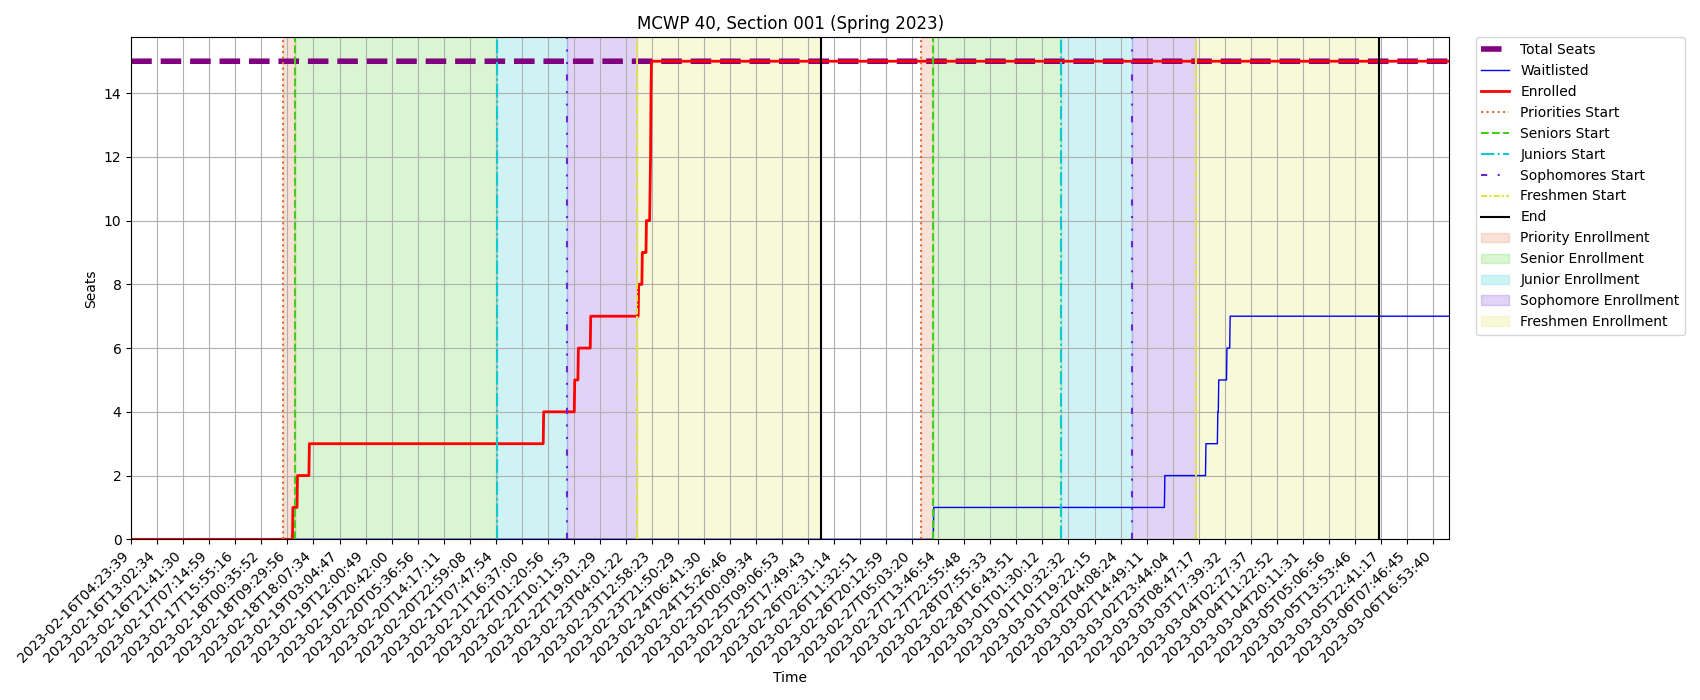 MCWP 40, Section 001 (Spring 2023)
Total Seats
Waitlisted
Enrolled
Priorities Start
Seniors Start
Juniors Start
Sophomores Start
Freshmen Start
End
Priority Enrollment
Senior Enrollment
Junior Enrollment
Sophomore Enrollment
Freshmen Enrollment
Seats
14
12
10
8
6
4
2
0
2023-02-16T04:23:39
2023-02-16T13:02:34
2023-02-16T21:41:30
2023-02-17T07:14:59
2023-02-17T15:55:16
2023-02-18T00:35:52
2023-02-18T09:29:56
2023-02-18T18:07:34
2023-02-19T03:04:47
2023-02-19T12:00:49
2023-02-19T20:42:00
2023-02-20T05:36:56
2023-02-20T14:17:11
2023-02-20T22:59:08
2023-02-21T07:47:54
2023-02-21T16:37:00
2023-02-22T01:20:56
2023-02-22T10:11:53
2023-02-22T19:01:29
2023-02-23T04:01:22
2023-02-23T12:58:23
2023-02-23T21:50:29
2023-02-24T06:41:30
2023-02-24T15:26:46
2023-02-25T00:09:34
2023-02-25T09:06:53
2023-02-25T17:49:43
2023-02-26T02:31:14
2023-02-26T11:32:51
2023-02-26T20:12:59
2023-02-27T05:03:20
2023-02-27T13:46:54
2023-02-27T22:55:48
2023-02-28T07:55:33
2023-02-28T16:43:51
2023-03-01T01:30:12
2023-03-01T10:32:32
2023-03-01T19:22:15
2023-03-02T04:08:24
2023-03-02T14:49:11
2023-03-02T23:44:04
2023-03-03T08:47:17
2023-03-03T17:39:32
2023-03-04T02:27:37
2023-03-04T11:22:52
2023-03-04T20:11:31
2023-03-05T05:06:56
2023-03-05T13:53:46
2023-03-05T22:41:17
2023-03-06T07:46:45
2023-03-06T16:53:40
Time